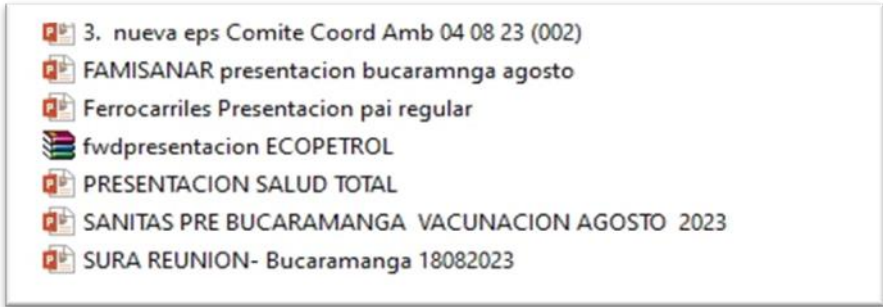 3. nueva eps Comite Coord Amb 04 08 23 (002)
FAMISANAR presentacion bucaramnga agosto
Ferrocarriles Presentacion pai regular
fwdpresentacion ECOPETROL
PRESENTACION SALUD TOTAL
SANITAS PRE BUCARAMANGA VACUNACION AGOSTO 2023
SURA REUNION- Bucaramanga 18082023